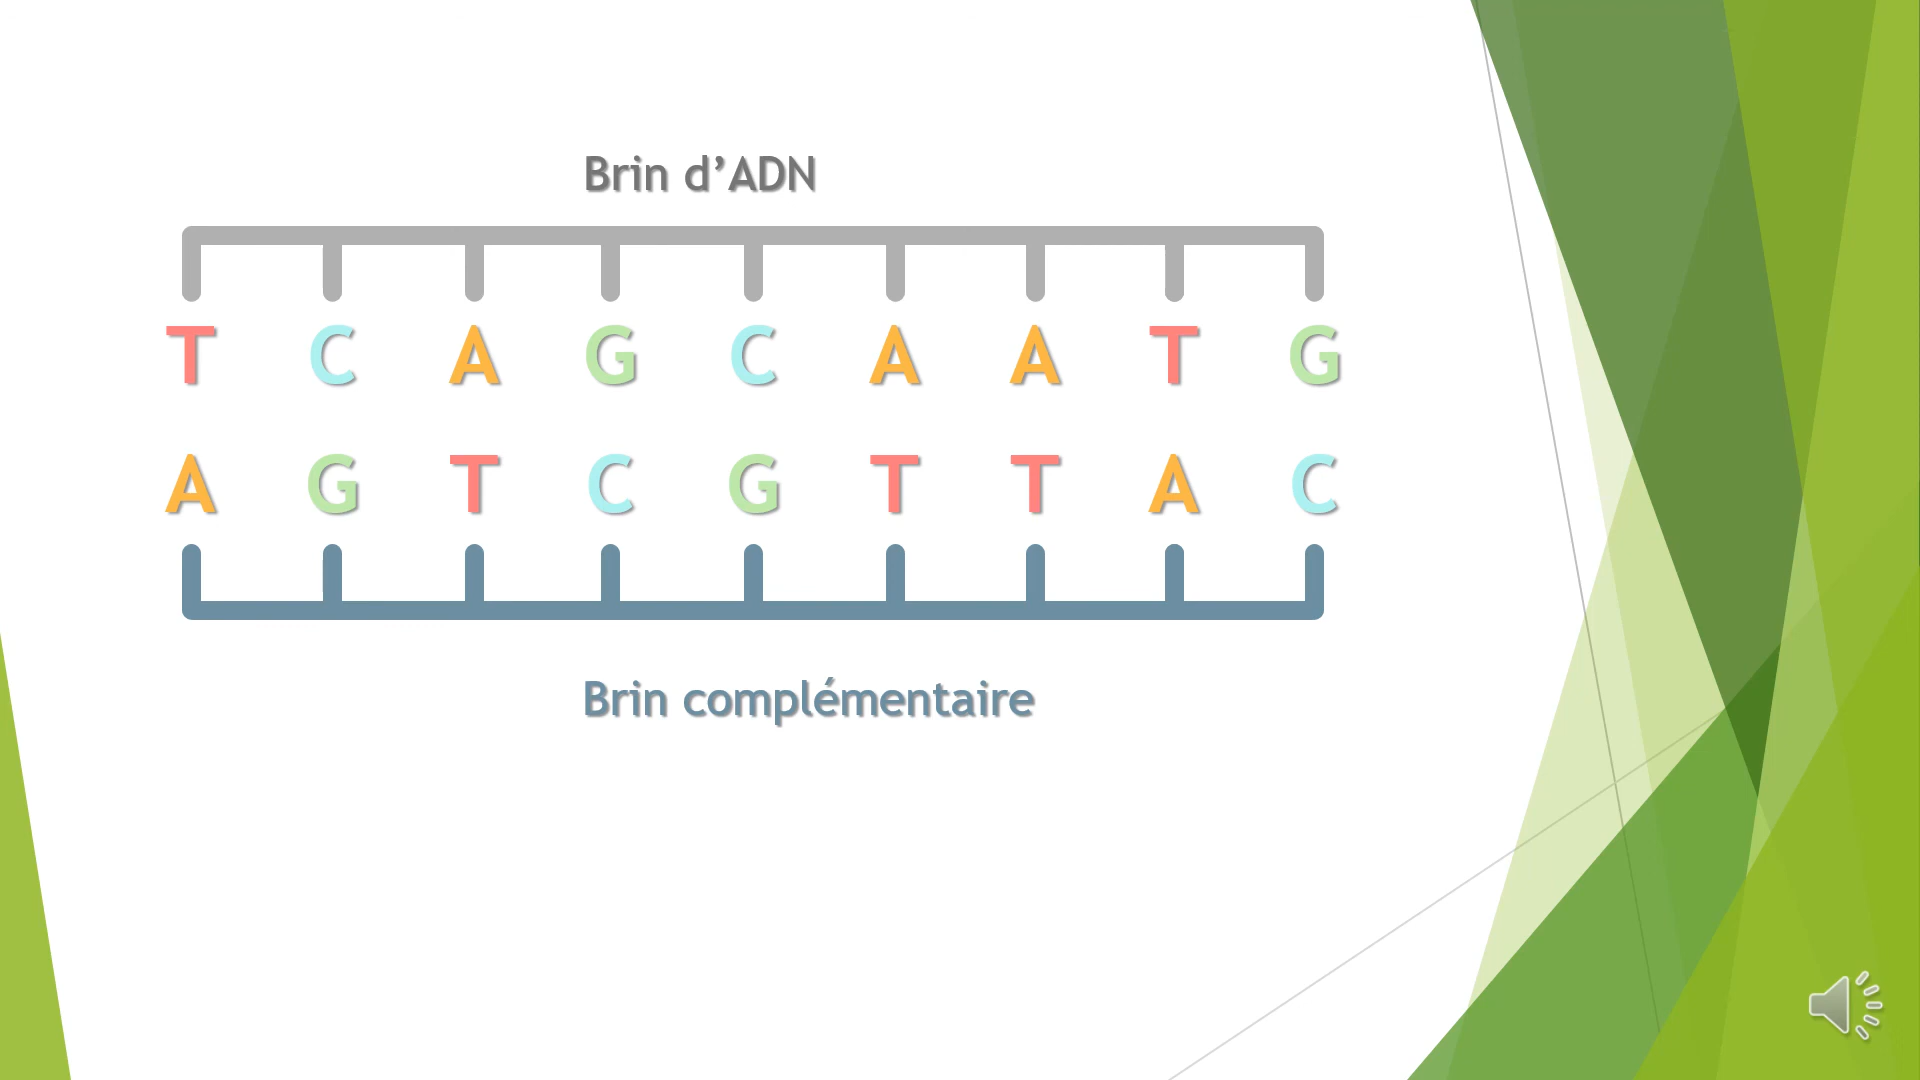 Brin d’ADN
T C A G C A A T G
A G T C G T T A C
Brin complémentaire